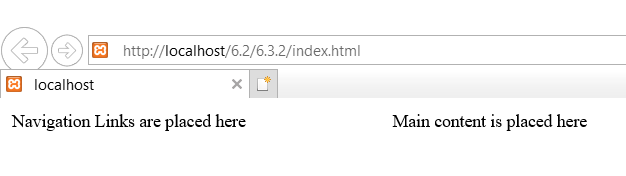 http://localhost/6.2/6.3.2/index.html
localhost
Navigation Links are placed here
Main content is placed here